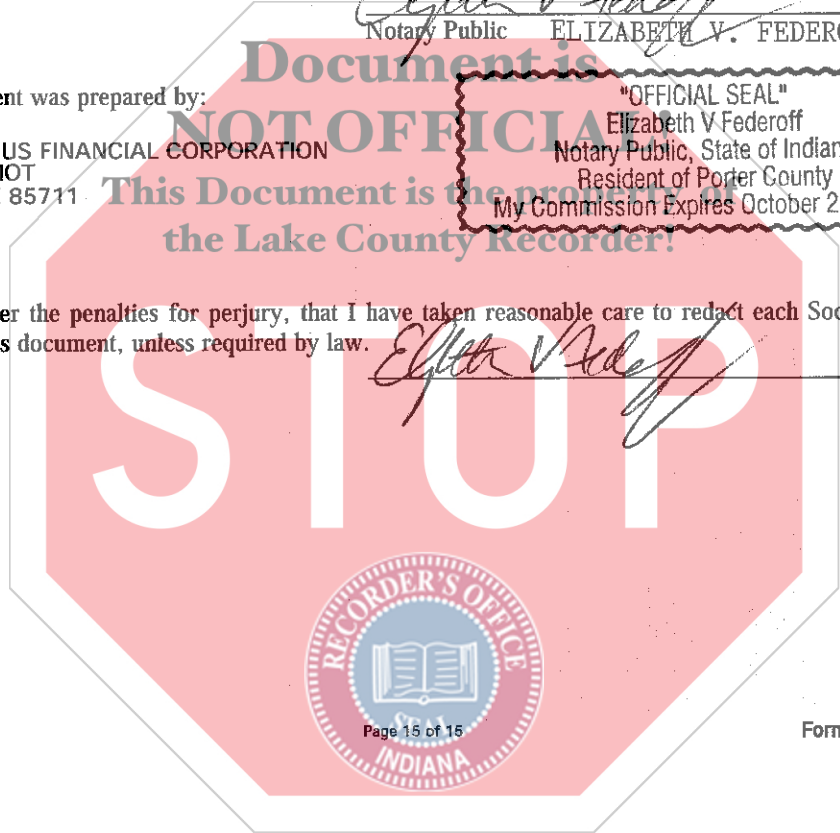 Notary Public ELIZABETH V. FEDERO
Document is
ent was prepared by:
NOT OFFICIAL!
US FINANCIAL CORPORATION
IOT
85711
This Document is the property of
the Lake County Recorder!
"OFFICIAL SEAL"
Elizabeth V Federoff
Notary Public, State of Indian
Resident of Porter County
My Commission Expires October 2
er the penalties for perjury, that I have taken reasonable care to redact each Soc
s document, unless required by law.
STOP
RECORDER'S OFFICE
SEAL
INDIANA
Page 15 of 15
Form